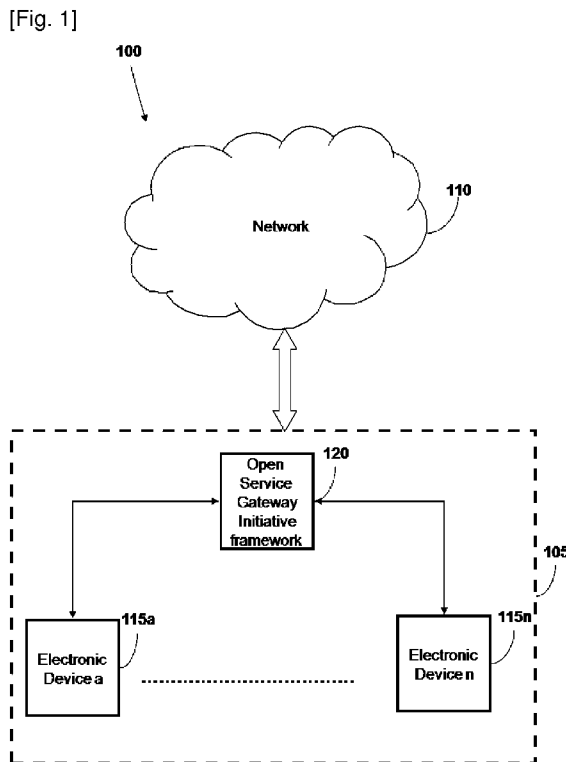 [Fig. 1]
100
110
Network
120
Open
Service
Gateway
Initiative
framework
105
115a
115n
Electronic
Device a
Electronic
Device n